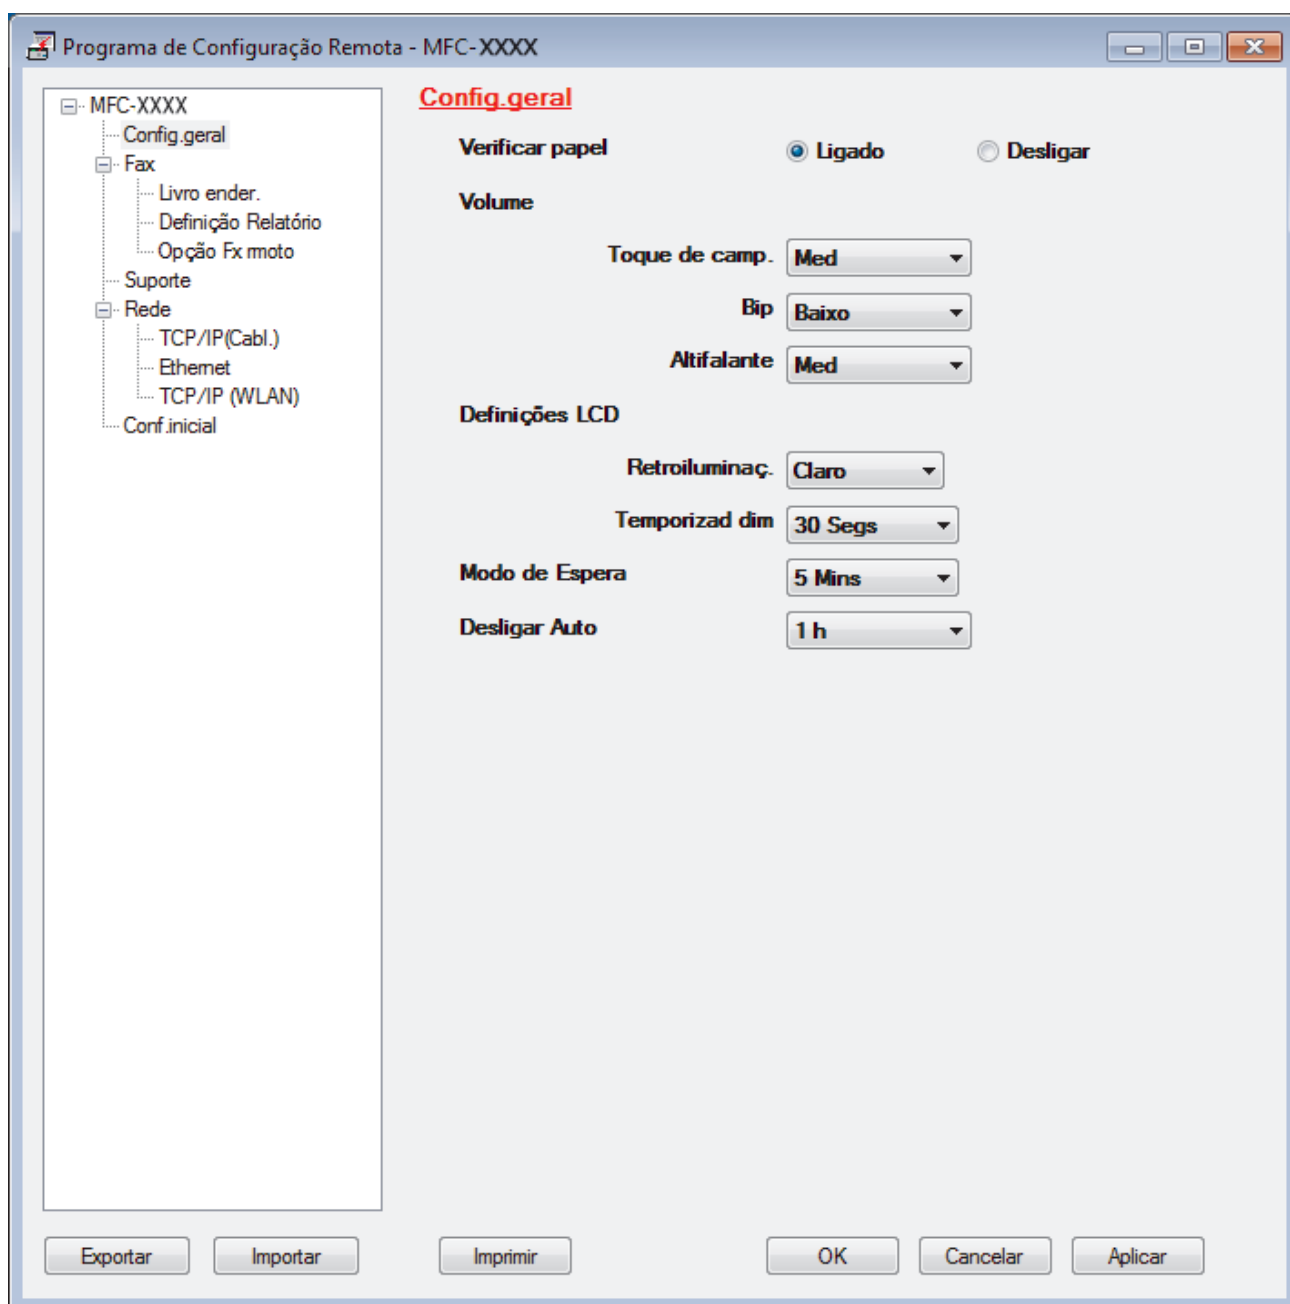 Programa de Configuração Remota - MFC-XXXX
MFC-XXXX
Config.geral
Fax
Livro ender.
Definição Relatório
Opção Fx rmoto
Suporte
Rede
TCP/IP(Cabl.)
Ethernet
TCP/IP (WLAN)
Conf.inicial
Config.geral
Verificar papel Ligado Desligar
Volume
Toque de camp. Med
Bip Baixo
Altifalante Med
Definições LCD
Retroiluminaç. Claro
Temporizad dim 30 Segs
Modo de Espera 5 Mins
Desligar Auto 1 h
Exportar Importar Imprimir OK Cancelar Aplicar